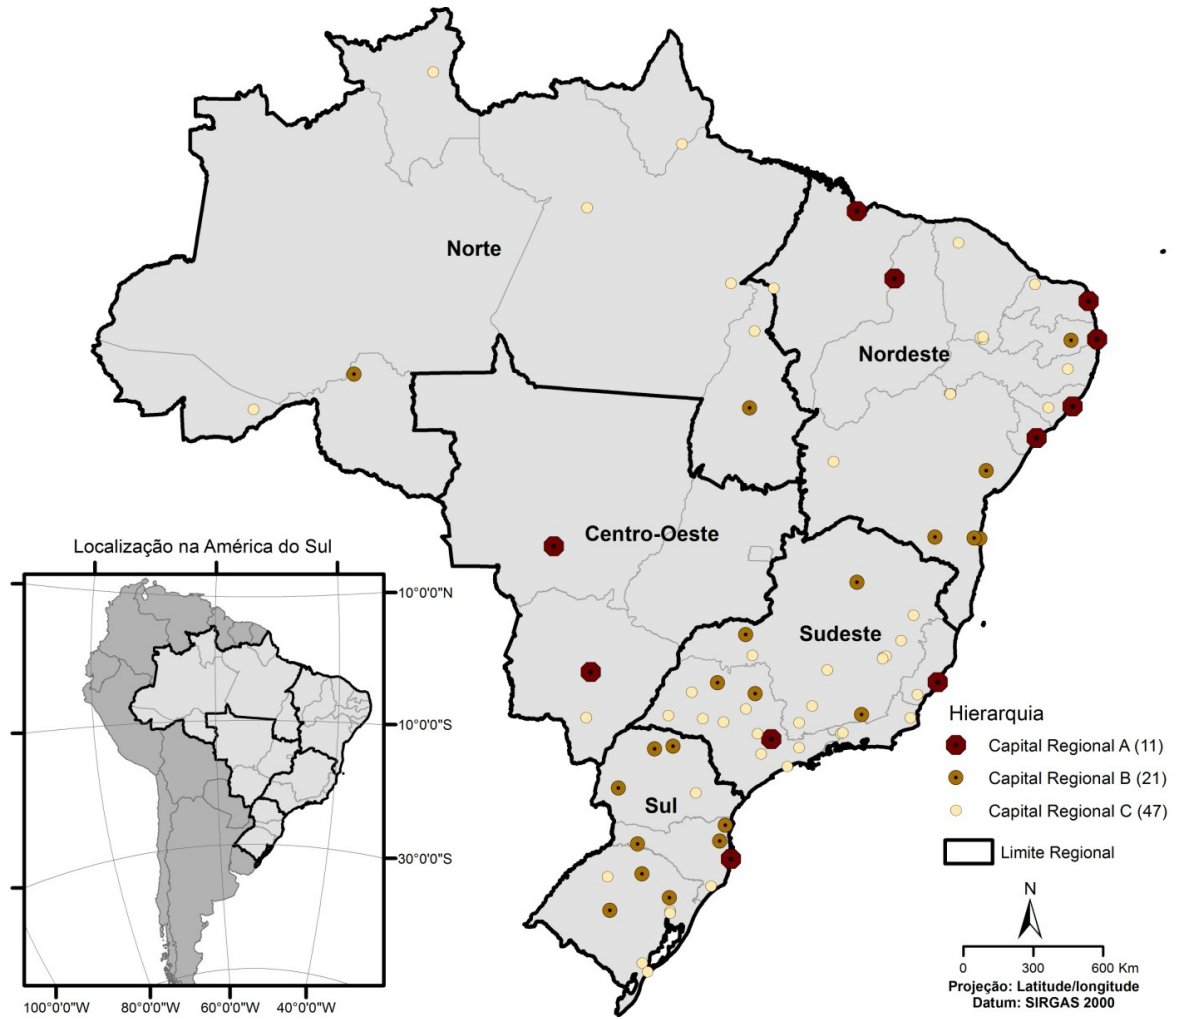 Norte
Nordeste
Centro-Oeste
Sudeste
Sul
Localização na América do Sul
10°0'0"N
10°0'0"S
30°0'0"S
100°0'0"W
80°0'0"W
60°0'0"W
40°0'0"W
Hierarquia
Capital Regional A (11)
Capital Regional B (21)
Capital Regional C (47)
Limite Regional
N
0 300 600 Km
Projeção: Latitude/longitude
Datum: SIRGAS 2000